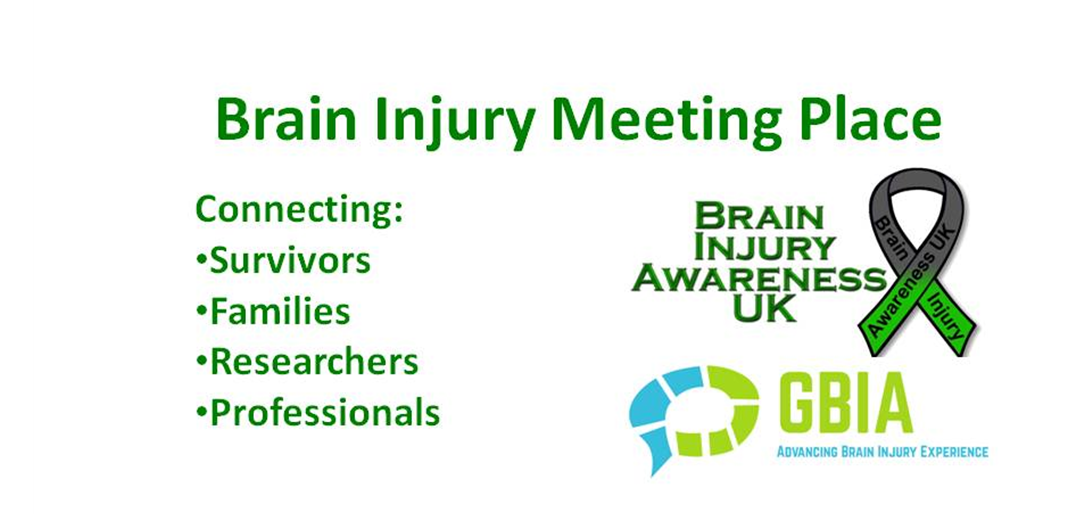 Brain Injury Meeting Place
Connecting:
•Survivors
•Families
•Researchers
•Professionals
BRAIN
INJURY
AWARENESS
UK
Brain
Injury
Awareness UK
GBIA
ADVANCING BRAIN INJURY EXPERIENCE